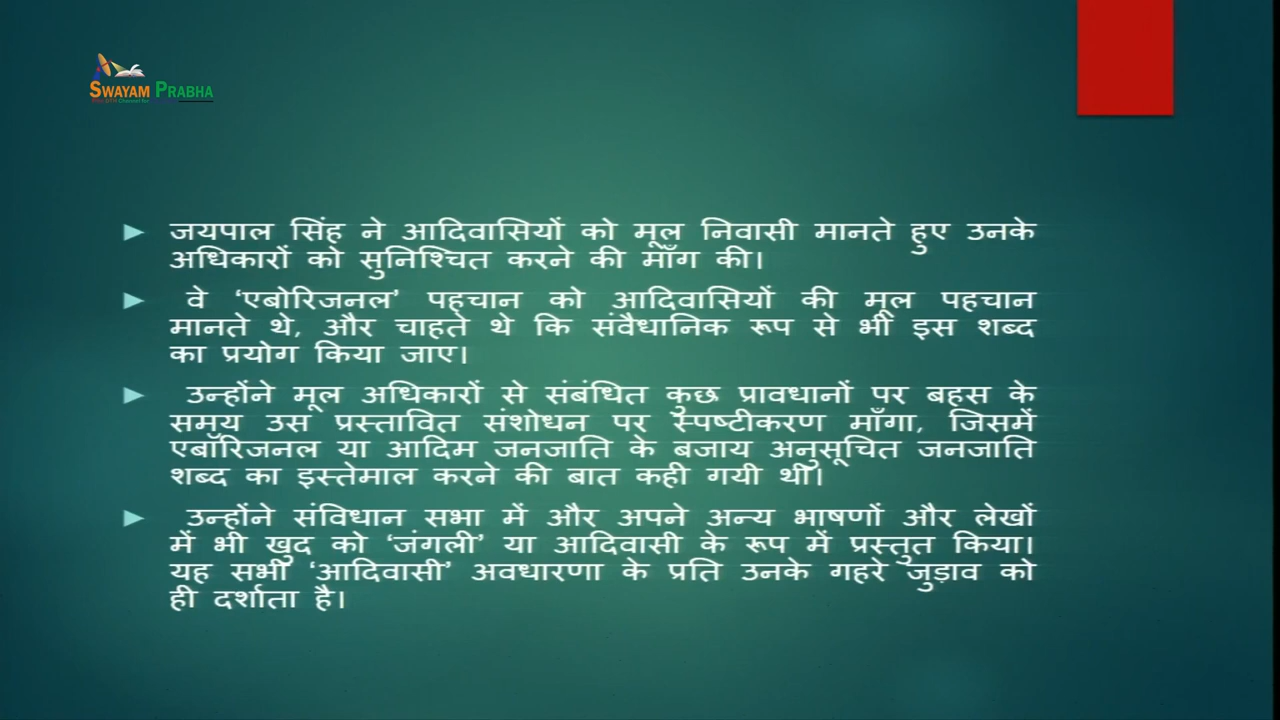 SWAYAM PRABHA
जयपाल सिंह ने आदिवासियों को मूल निवासी मानते हुए उनके
अधिकारों को सुनिश्चित करने की माँग की।
वे ‘एबोरिजनल’ पहचान को आदिवासियों की मूल पहचान
मानते थे, और चाहते थे कि संवैधानिक रूप से भी इस शब्द
का प्रयोग किया जाए।
उन्होंने मूल अधिकारों से संबंधित कुछ प्रावधानों पर बहस के
समय उस प्रस्तावित संशोधन पर स्पष्टीकरण माँगा, जिसमें
एबॉरिजनल या आदिम जनजाति के बजाय अनुसूचित जनजाति
शब्द का इस्तेमाल करने की बात कही गयी थी।
उन्होंने संविधान सभा में और अपने अन्य भाषणों और लेखों
में भी खुद को ‘जंगली’ या आदिवासी के रूप में प्रस्तुत किया।
यह सभी ‘आदिवासी’ अवधारणा के प्रति उनके गहरे जुड़ाव को
ही दर्शाता है।